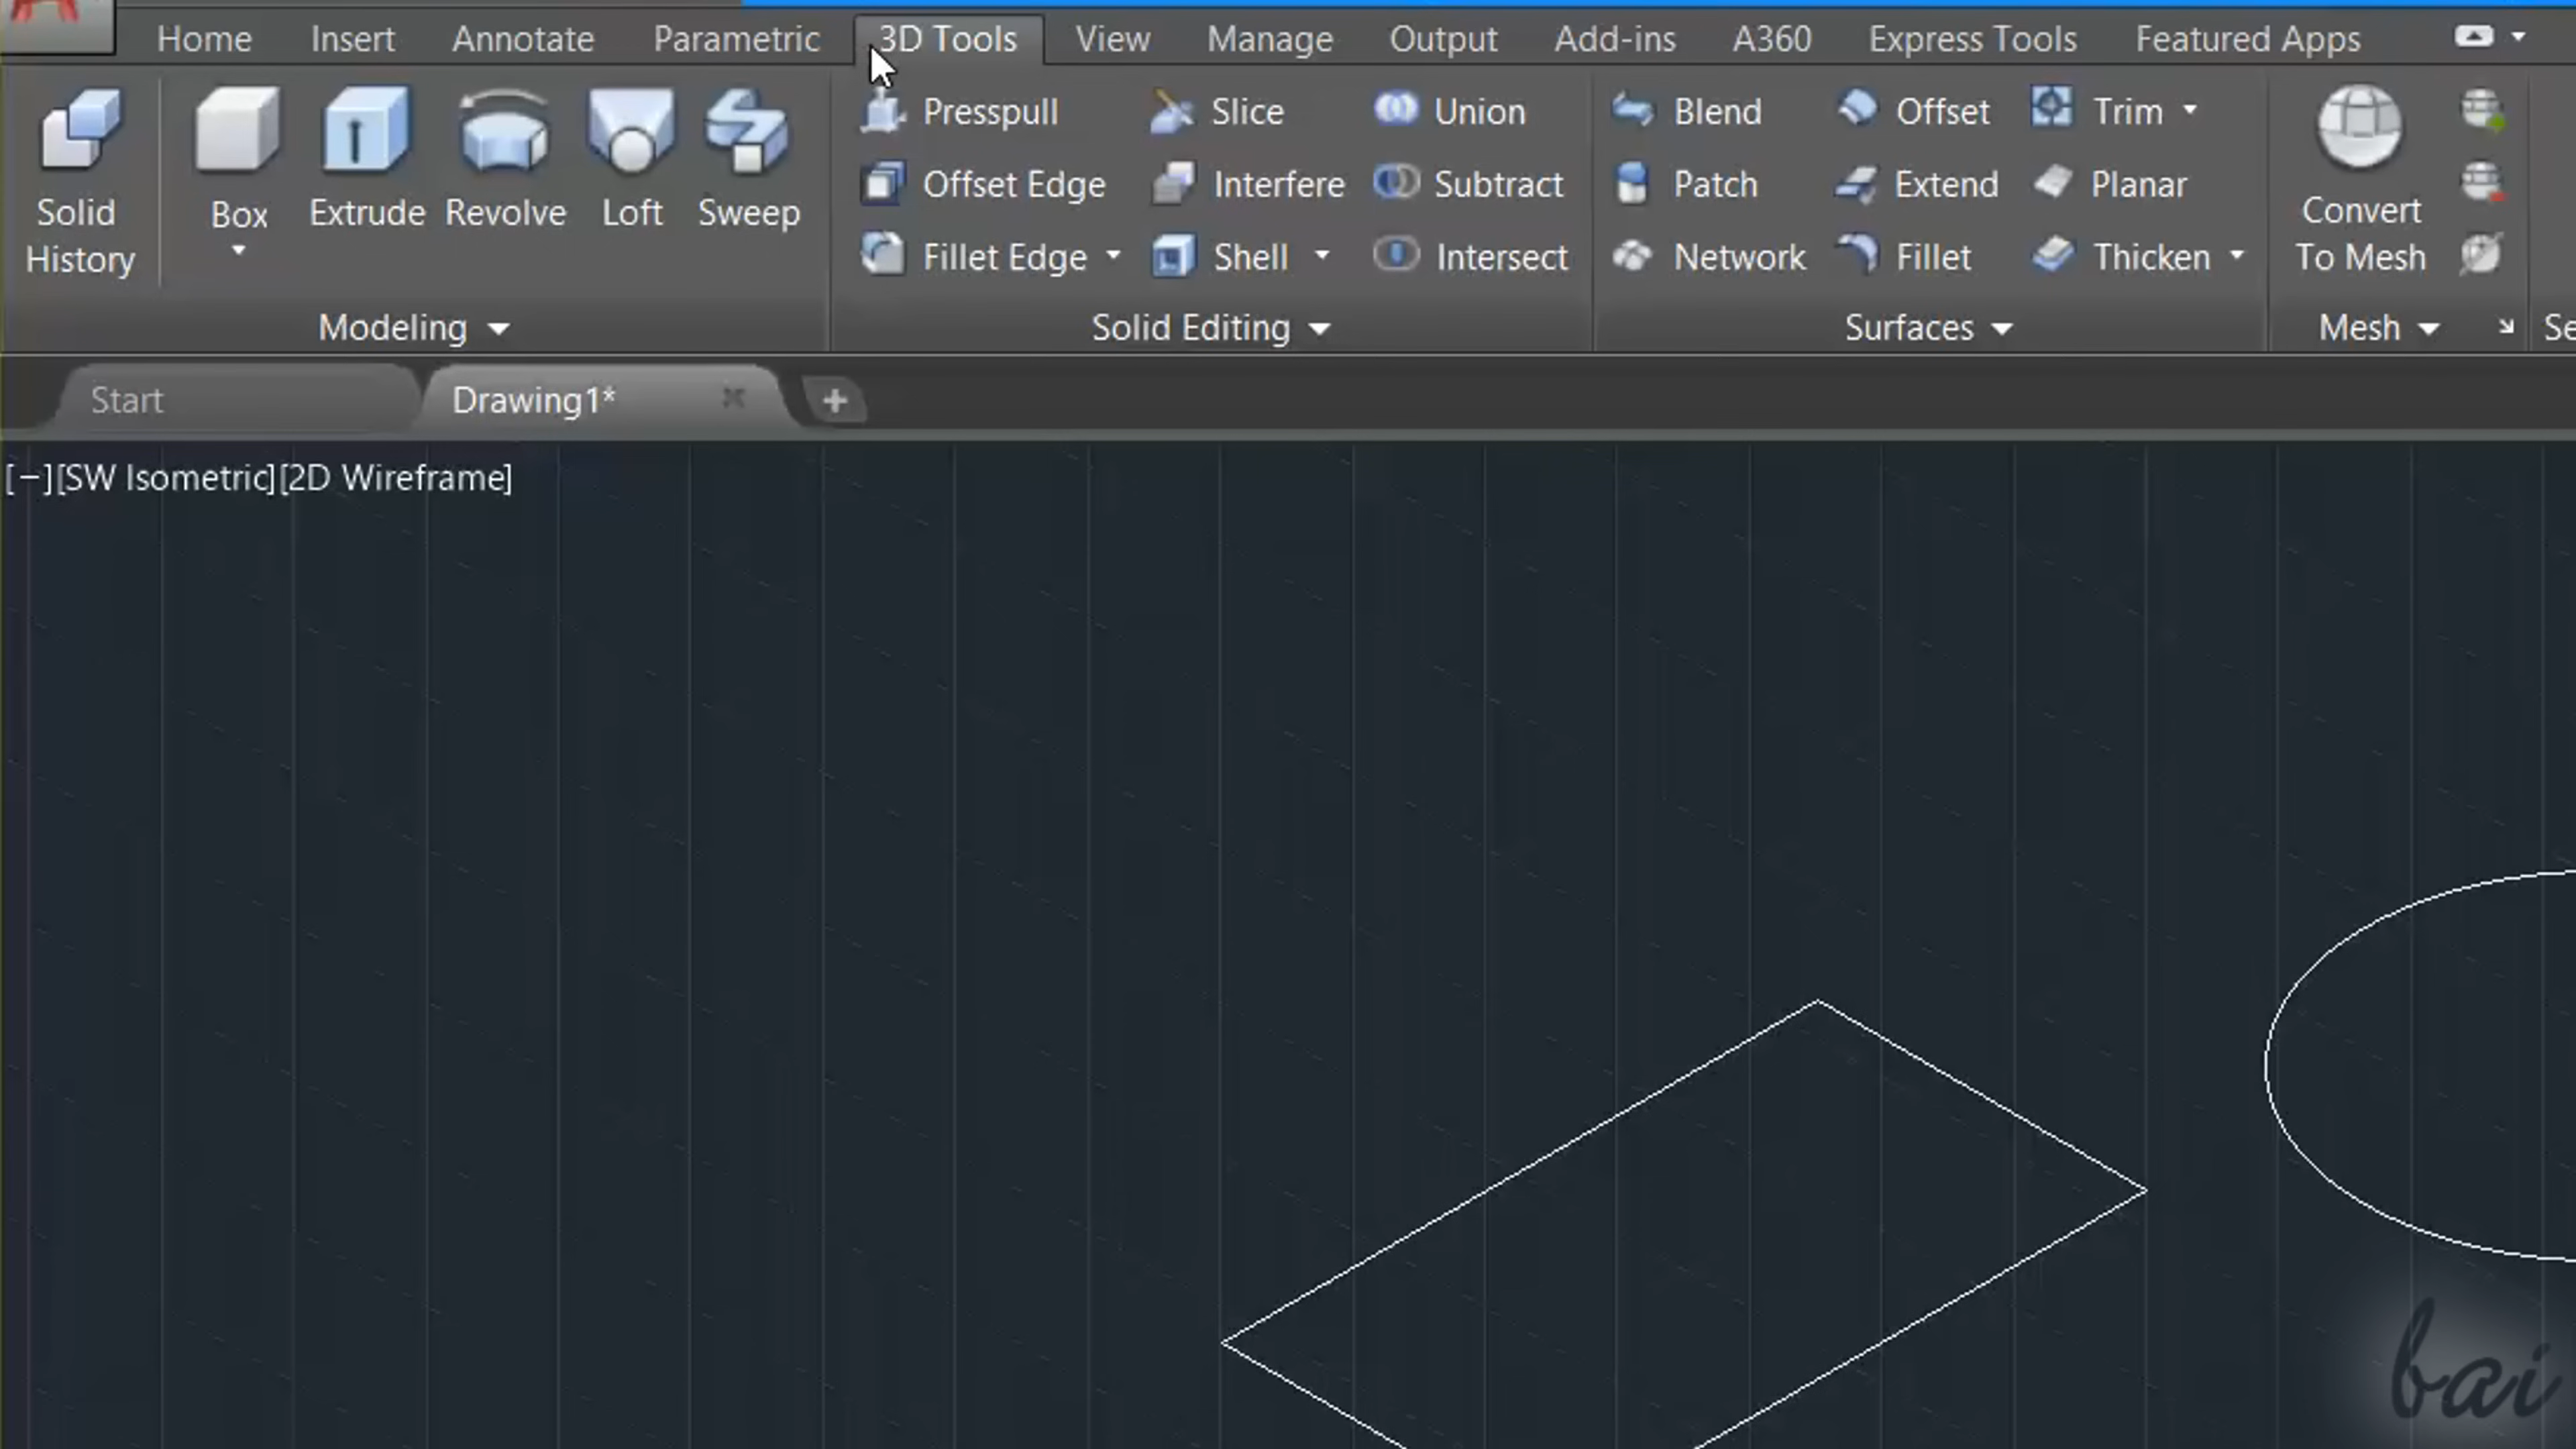 Home Insert Annotate Parametric 3D Tools View Manage Output Add-ins A360 Express Tools Featured Apps
Solid History
Box
Extrude
Revolve
Loft
Sweep
Modeling
Presspull Slice Union
Offset Edge Interfere Subtract
Fillet Edge Shell Intersect
Solid Editing
Blend Offset Trim
Patch Extend Planar
Network Fillet Thicken
Surfaces
Convert To Mesh
Mesh
Start Drawing1*
[−][SW Isometric][2D Wireframe]
bai